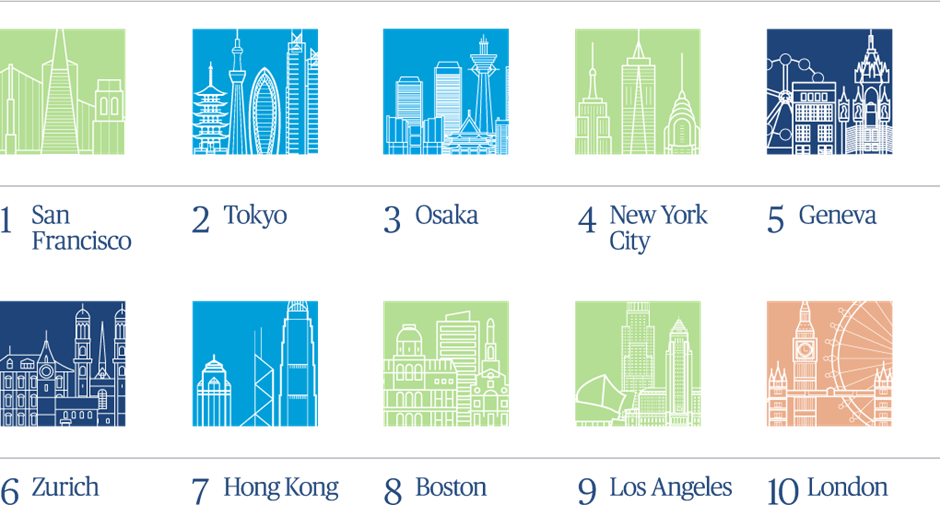 1 San Francisco
2 Tokyo
3 Osaka
4 New York City
5 Geneva
6 Zurich
7 Hong Kong
8 Boston
9 Los Angeles
10 London